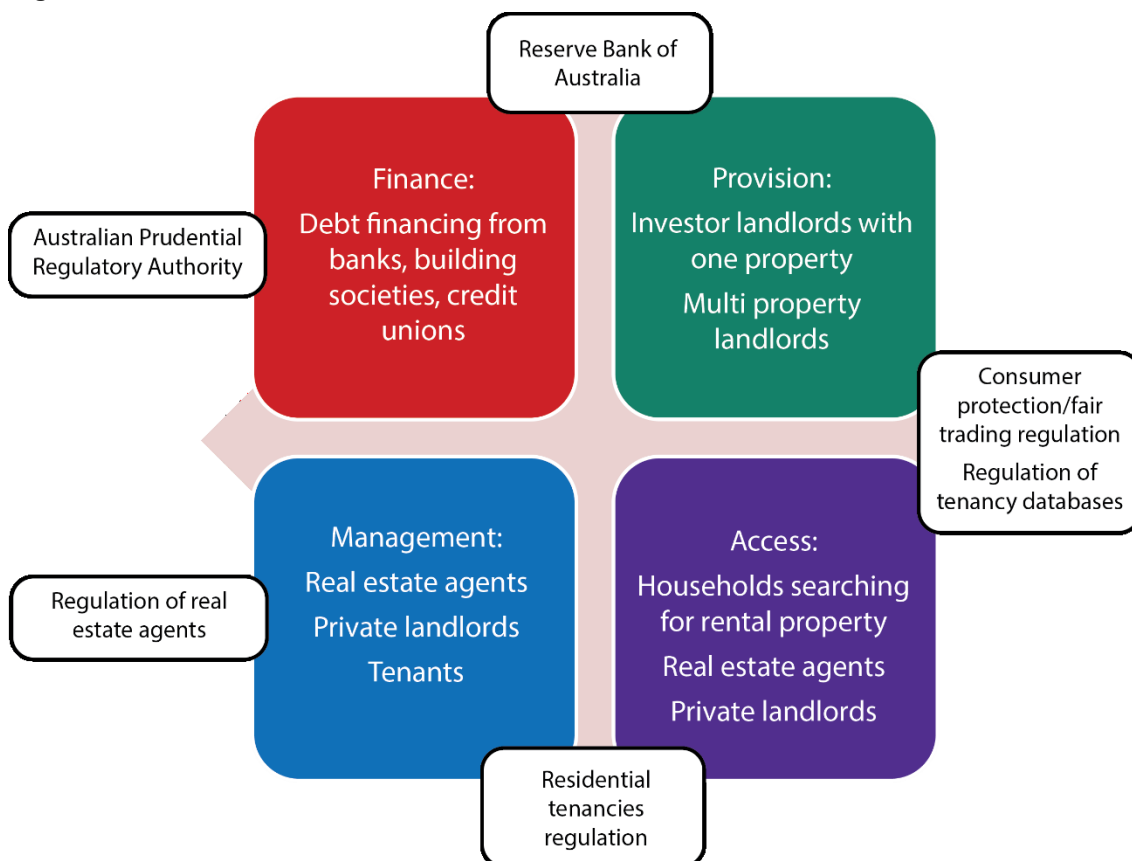 Reserve Bank of
Australia
Finance:
Debt financing from
banks, building
societies, credit
unions
Provision:
Investor landlords with
one property
Multi property
landlords
Australian Prudential
Regulatory Authority
Consumer
protection/fair
trading regulation
Regulation of
tenancy databases
Management:
Real estate agents
Private landlords
Tenants
Access:
Households searching
for rental property
Real estate agents
Private landlords
Regulation of real
estate agents
Residential
tenancies
regulation